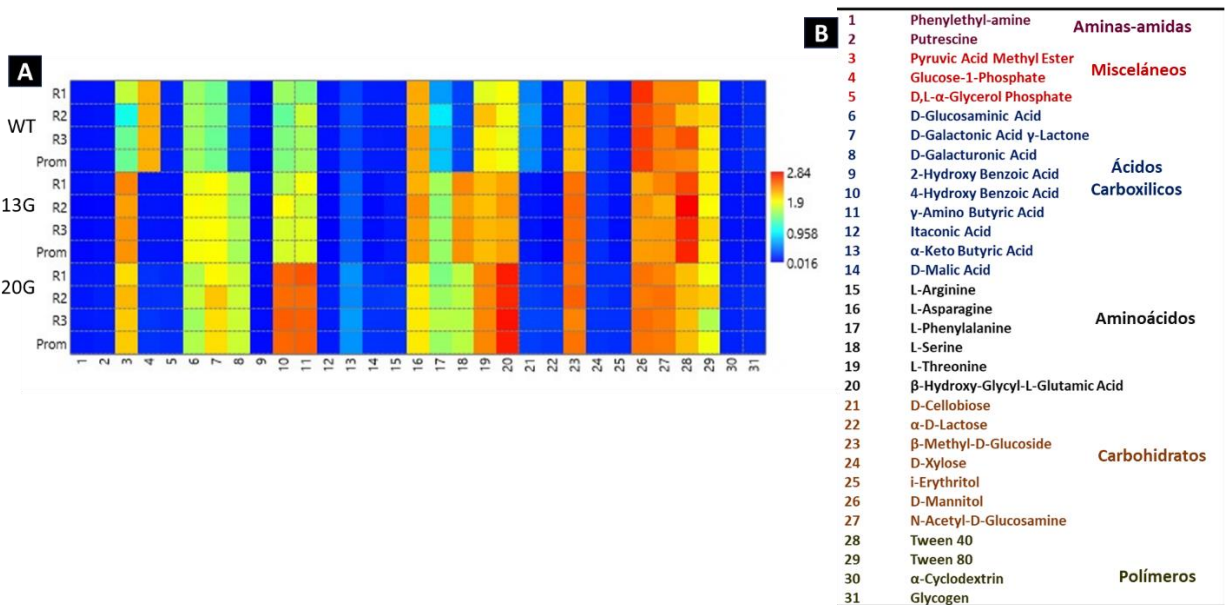 A
WT
R1
R2
R3
Prom
13G
R1
R2
R3
Prom
20G
R1
R2
R3
Prom
1 2 3 4 5 6 7 8 9 10 11 12 13 14 15 16 17 18 19 20 21 22 23 24 25 26 27 28 29 30 31
2.84
1.9
0.958
0.016
B
1 Phenylethyl-amine
2 Putrescine
Aminas-amidas
3 Pyruvic Acid Methyl Ester
4 Glucose-1-Phosphate
5 D,L-α-Glycerol Phosphate
Misceláneos
6 D-Glucosaminic Acid
7 D-Galactonic Acid γ-Lactone
8 D-Galacturonic Acid
9 2-Hydroxy Benzoic Acid
10 4-Hydroxy Benzoic Acid
11 γ-Amino Butyric Acid
12 Itaconic Acid
13 α-Keto Butyric Acid
14 D-Malic Acid
Ácidos
Carboxilicos
15 L-Arginine
16 L-Asparagine
17 L-Phenylalanine
18 L-Serine
19 L-Threonine
20 β-Hydroxy-Glycyl-L-Glutamic Acid
Aminoácidos
21 D-Cellobiose
22 α-D-Lactose
23 β-Methyl-D-Glucoside
24 D-Xylose
25 i-Erythritol
26 D-Mannitol
27 N-Acetyl-D-Glucosamine
Carbohidratos
28 Tween 40
29 Tween 80
30 α-Cyclodextrin
31 Glycogen
Polímeros